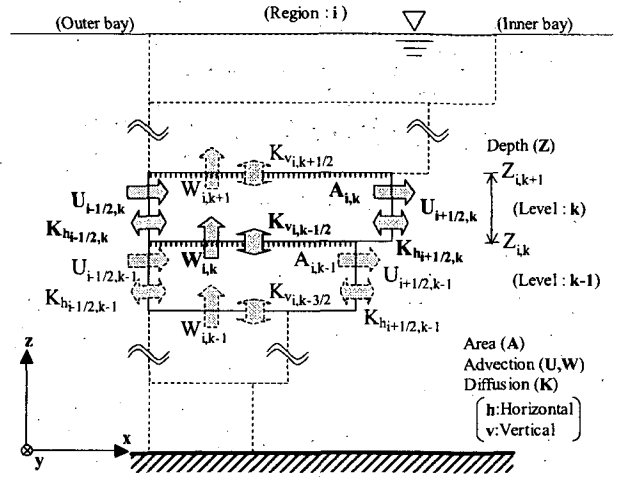 (Outer bay)
(Region : i)
(Inner bay)
Depth (Z)
K_{v_{i,k+1/2}}
Z_{i,k+1}
W_{i,k+1}
A_{i,k}
U_{i-1/2,k}
U_{i+1/2,k}
(Level : k)
K_{h_{i-1/2,k}}
K_{v_{i,k-1/2}}
K_{h_{i+1/2,k}}
Z_{i,k}
W_{i,k}
A_{i,k-1}
U_{i-1/2,k-1}
U_{i+1/2,k-1}
(Level : k-1)
K_{h_{i-1/2,k-1}}
K_{v_{i,k-3/2}}
K_{h_{i+1/2,k-1}}
W_{i,k-1}
z
Area (A)
Advection (U,W)
Diffusion (K)
h:Horizontal
v:Vertical
x
y